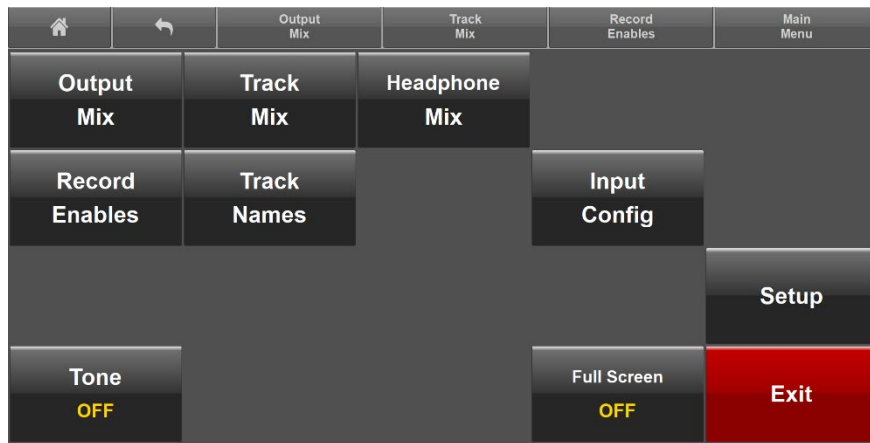 Output
Mix
Track
Mix
Record
Enables
Main
Menu
Output
Mix
Track
Mix
Headphone
Mix
Record
Enables
Track
Names
Input
Config
Setup
Tone
OFF
Full Screen
OFF
Exit